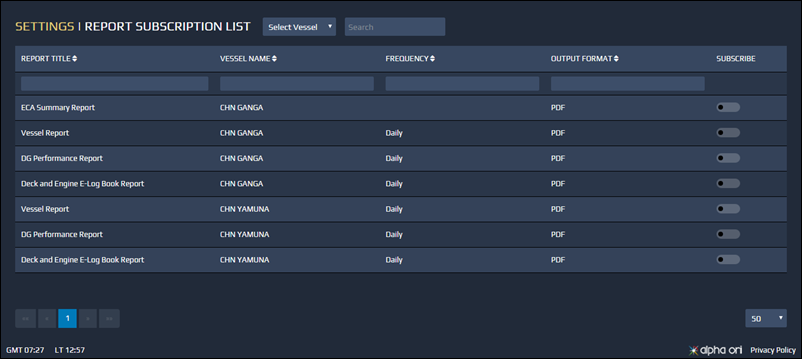 SETTINGS | REPORT SUBSCRIPTION LIST Select Vessel Search
REPORT TITLE VESSEL NAME FREQUENCY OUTPUT FORMAT SUBSCRIBE
ECA Summary Report CHN GANGA PDF
Vessel Report CHN GANGA Daily PDF
DG Performance Report CHN GANGA Daily PDF
Deck and Engine E-Log Book Report CHN GANGA Daily PDF
Vessel Report CHN YAMUNA Daily PDF
DG Performance Report CHN YAMUNA Daily PDF
Deck and Engine E-Log Book Report CHN YAMUNA Daily PDF
1 50
GMT 07:27 LT 12:57 alpha ori Privacy Policy